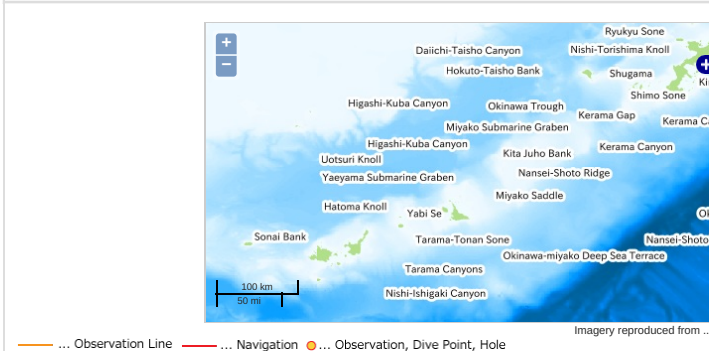 Ryukyu Sone
+
Daiichi-Taisho Canyon
Nishi-Torishima Knoll
−
Hokuto-Taisho Bank
Shugama
Shimo Sone
Higashi-Kuba Canyon
Okinawa Trough
Kerama Gap
Miyako Submarine Graben
Higashi-Kuba Canyon
Kerama Canyon
Uotsuri Knoll
Kita Juho Bank
Yaeyama Submarine Graben
Nansei-Shoto Ridge
Miyako Saddle
Hatoma Knoll
Yabi Se
Sonai Bank
Tarama-Tonan Sone
Nansei-Shoto
Okinawa-miyako Deep Sea Terrace
Tarama Canyons
100 km
Nishi-Ishigaki Canyon
50 mi
Imagery reproduced from ..
... Observation Line
... Navigation
... Observation, Dive Point, Hole